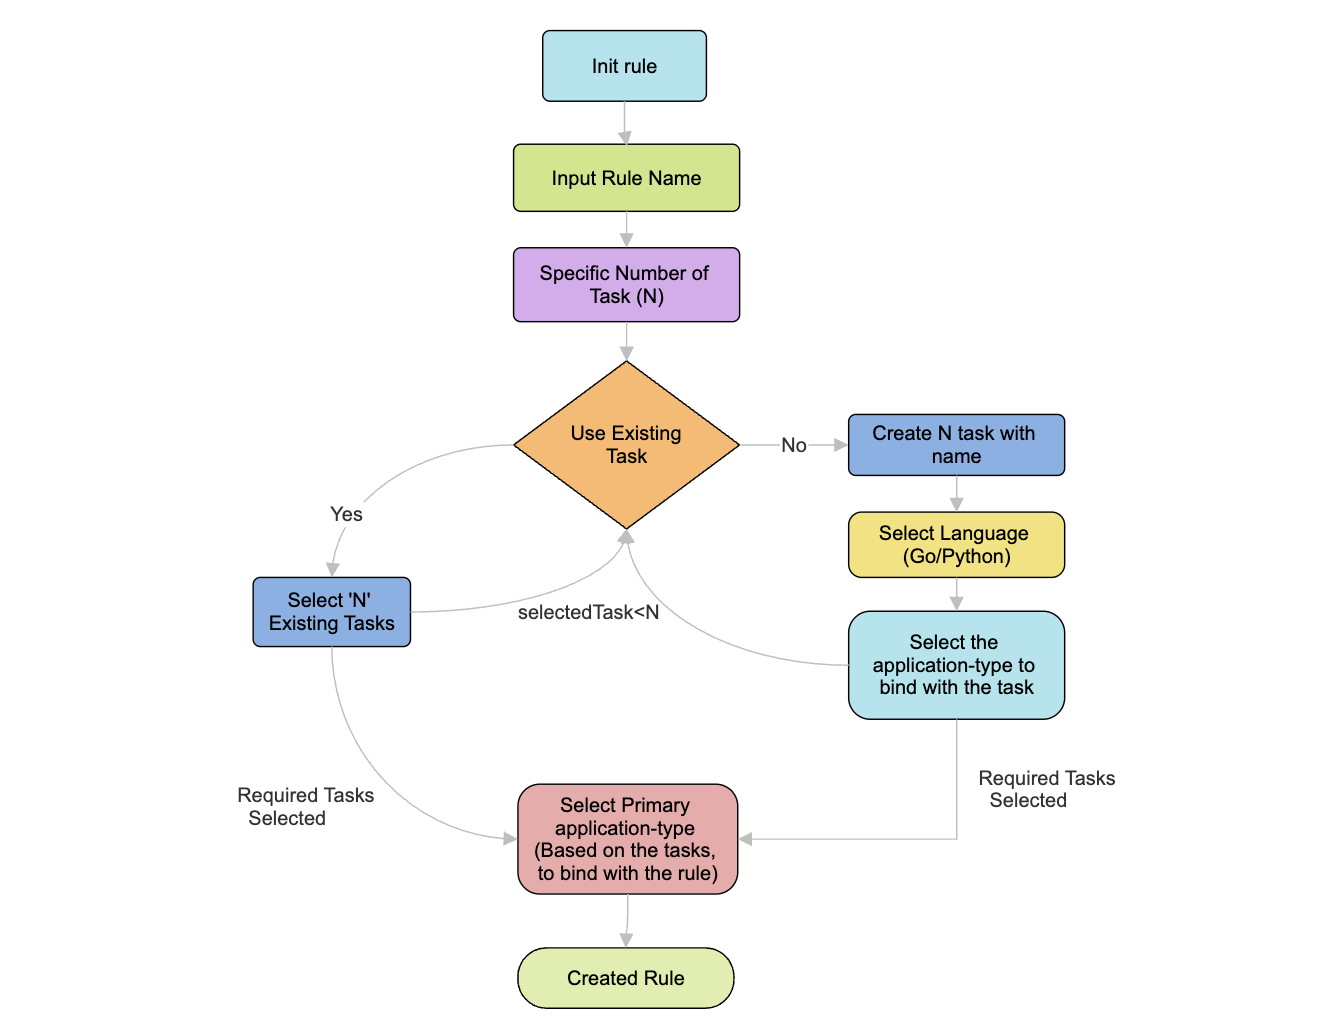 Init rule
Input Rule Name
Specific Number of
Task (N)
Use Existing
Task
No
Create N task with
name
Select Language
(Go/Python)
Select the
application-type to
bind with the task
Yes
Select 'N'
Existing Tasks
selectedTask<N
Required Tasks
Selected
Required Tasks
Selected
Select Primary
application-type
(Based on the tasks,
to bind with the rule)
Created Rule